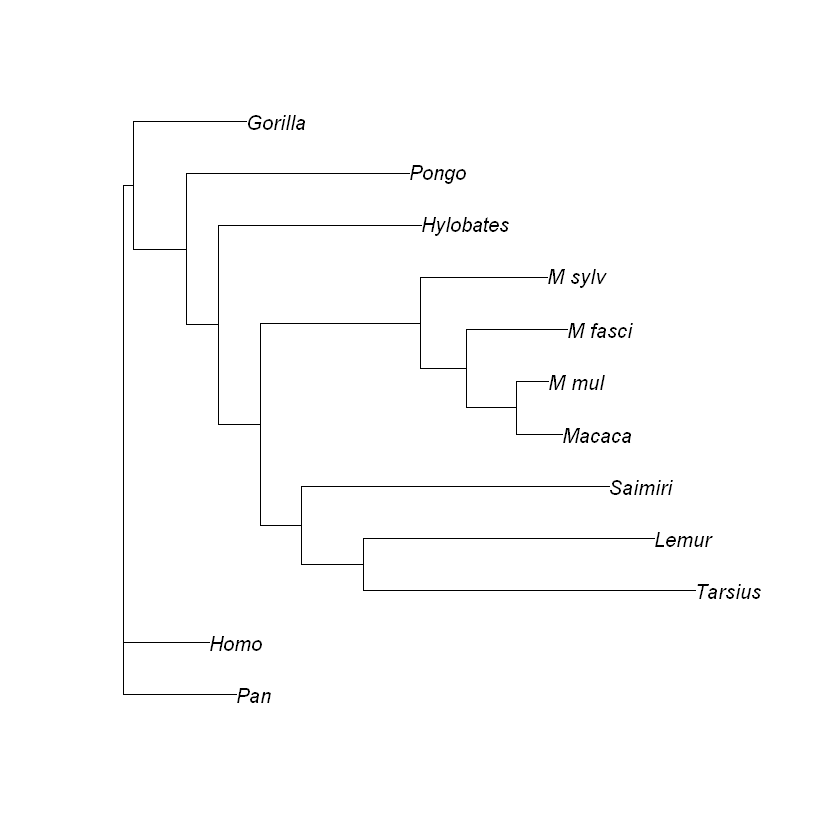 Gorilla
Pongo
Hylobates
M sylv
M fasci
M mul
Macaca
Saimiri
Lemur
Tarsius
Homo
Pan